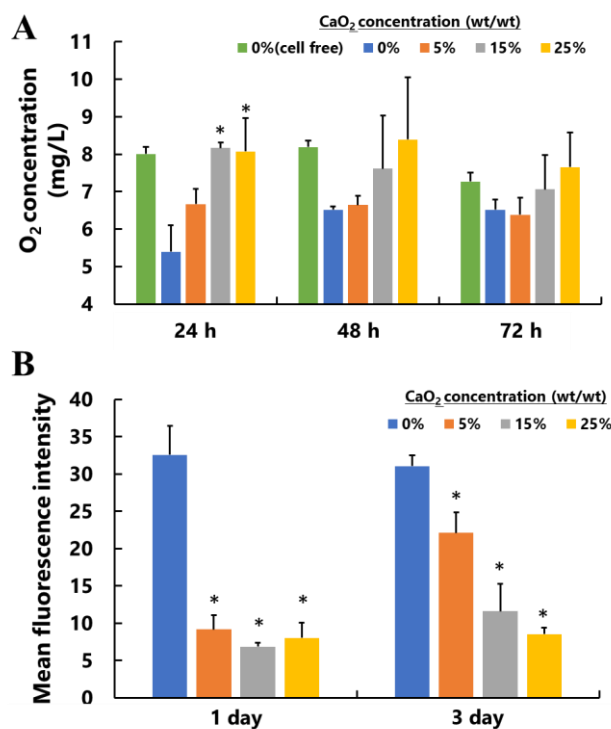 A
CaO2 concentration (wt/wt)
0%(cell free) 0% 5% 15% 25%
O2 concentration
(mg/L)
11
10
9
8
7
6
5
4
* *
24 h 48 h 72 h
B
CaO2 concentration (wt/wt)
0% 5% 15% 25%
Mean fluorescence intensity
40
35
30
25
20
15
10
5
0
* * * * * *
1 day 3 day